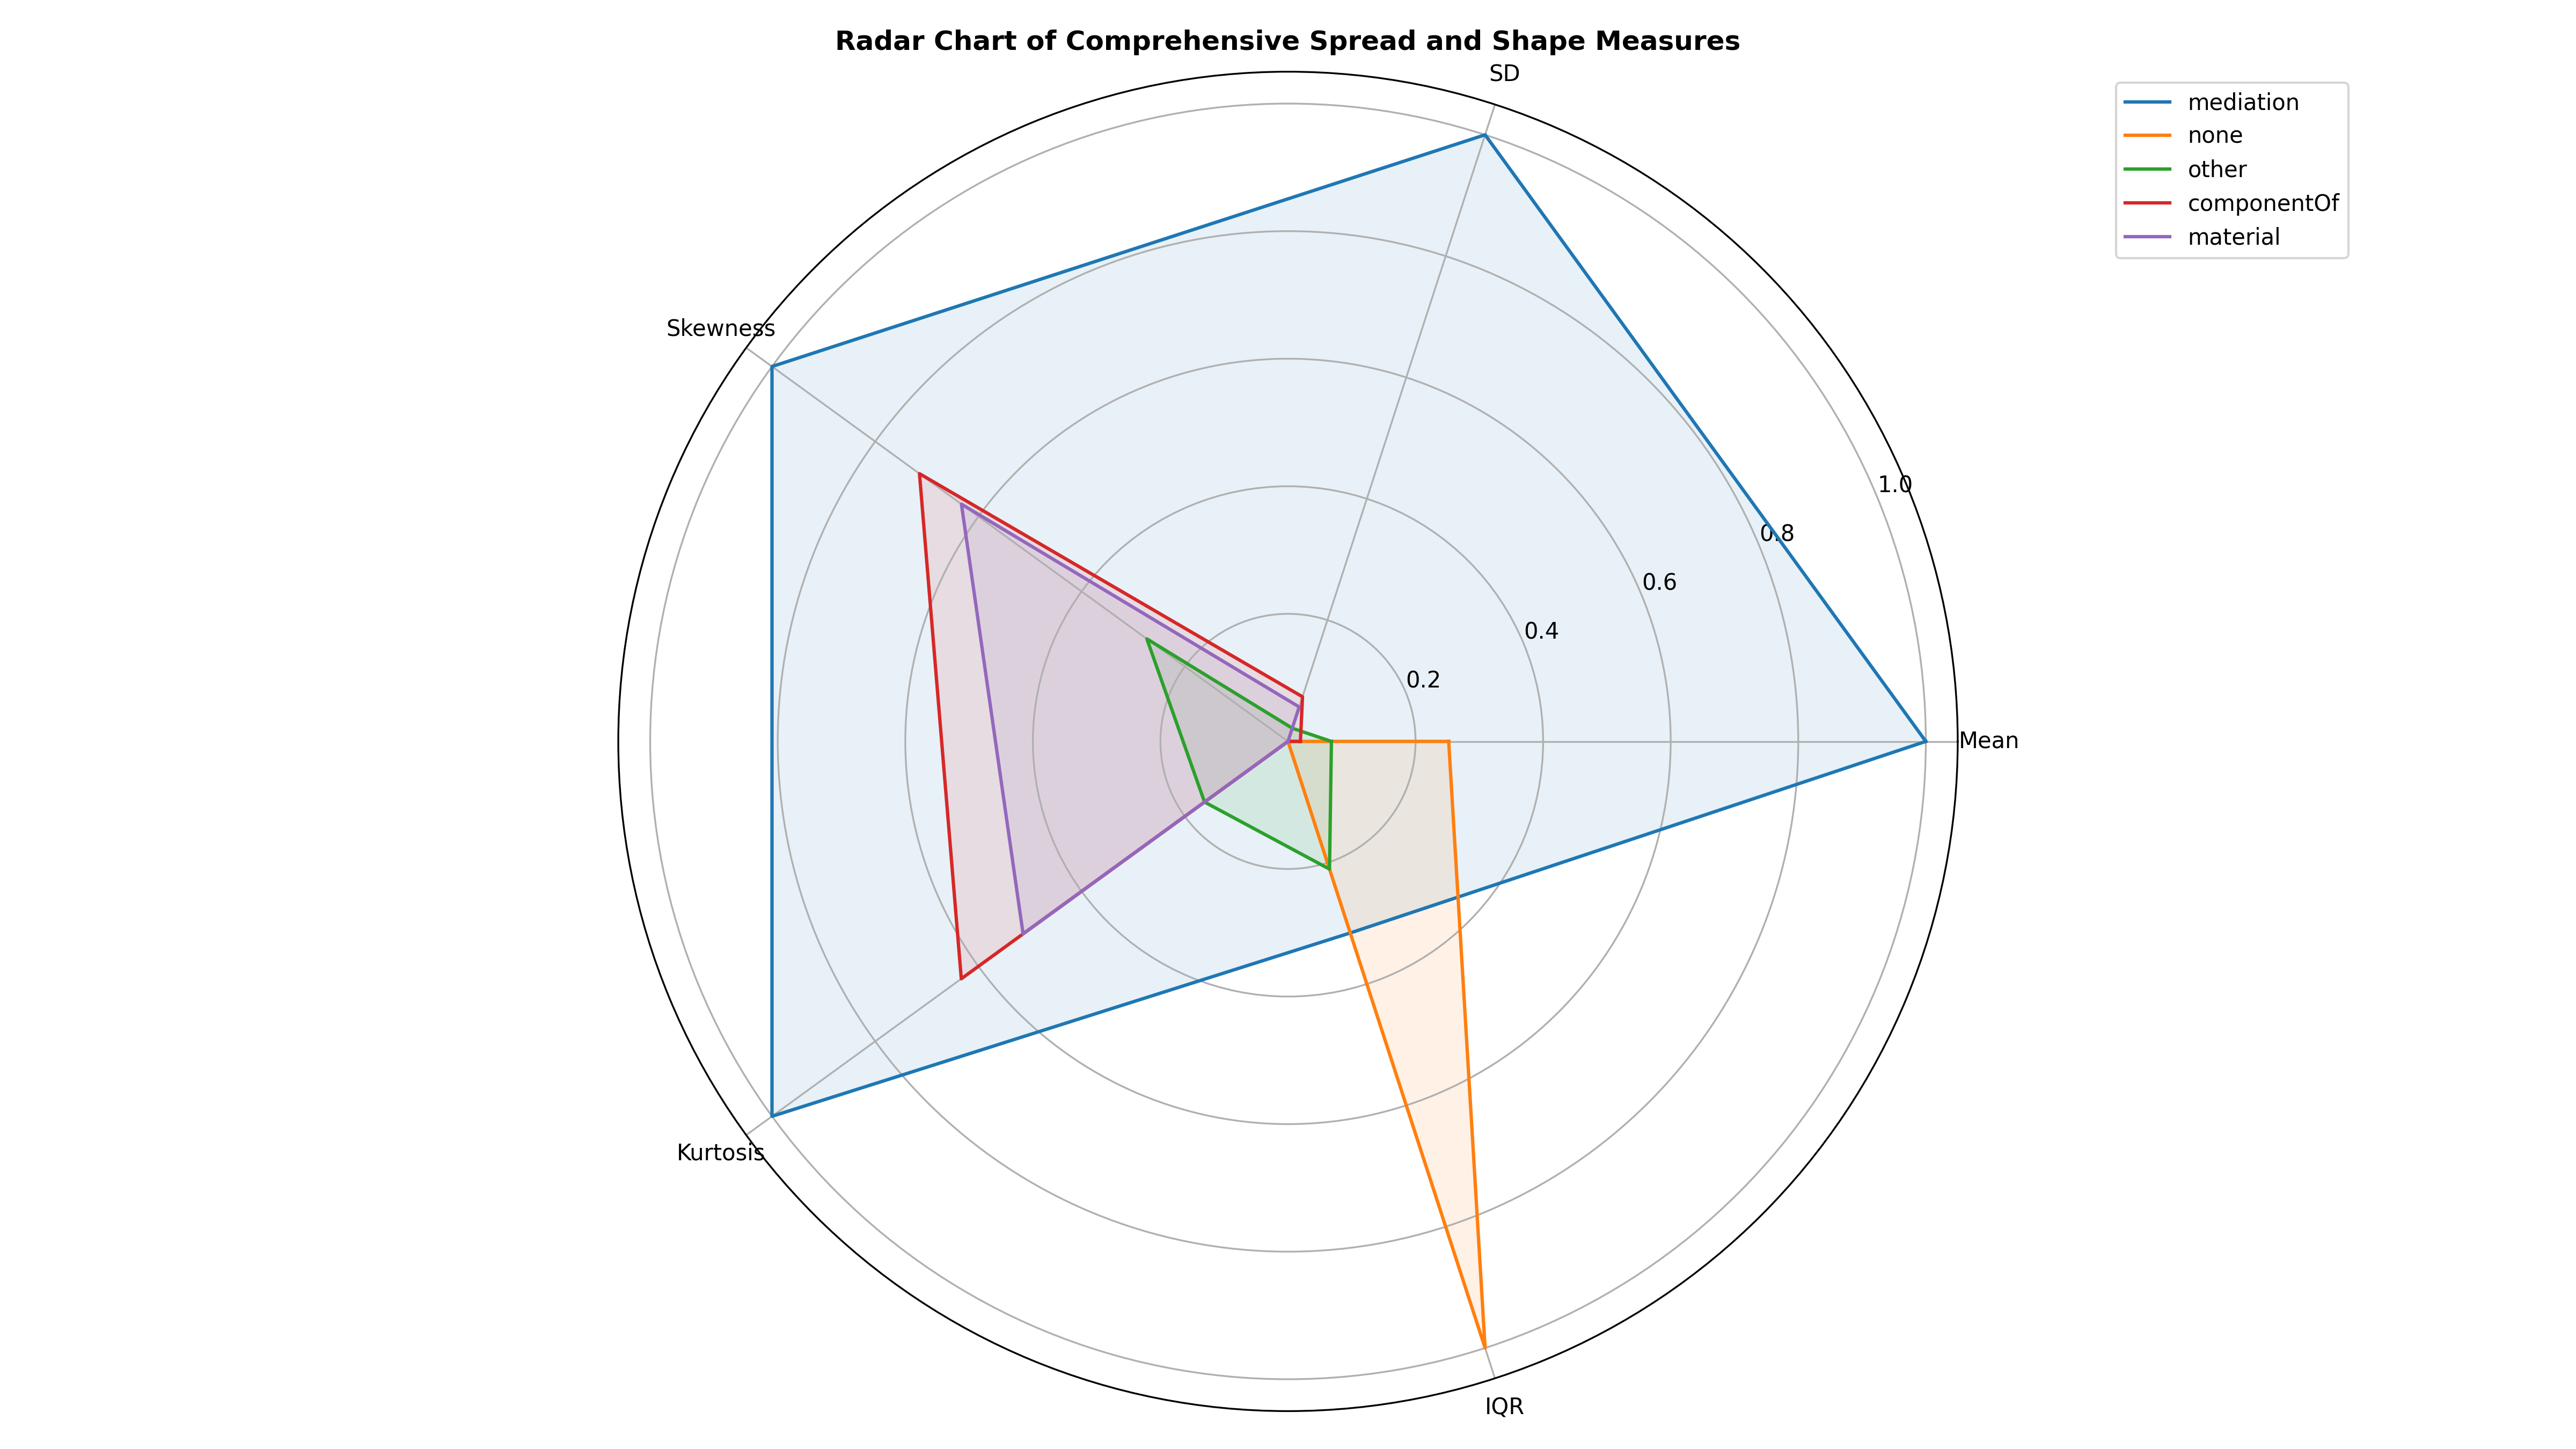 Radar Chart of Comprehensive Spread and Shape Measures
SD
mediation
none
other
componentOf
material
Skewness
1.0
0.8
0.6
0.4
0.2
Mean
Kurtosis
IQR